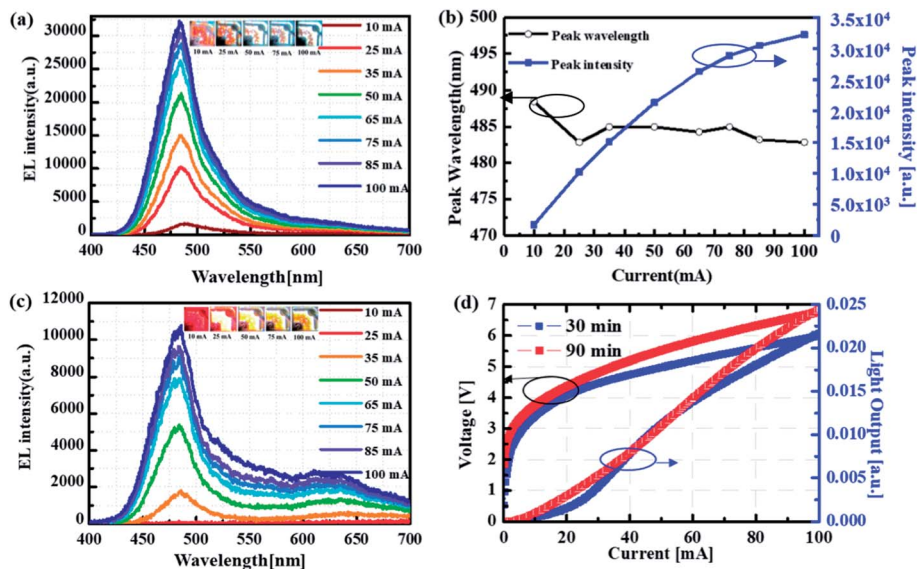 (a)
EL intensity(a.u.)
30000
25000
20000
15000
10000
5000
0
400 450 500 550 600 650 700
Wavelength[nm]
10 mA 25 mA 50 mA 75 mA 100 mA
10 mA
25 mA
35 mA
50 mA
65 mA
75 mA
85 mA
100 mA
(b)
Peak Wavelength(nm)
500
495
490
485
480
475
470
Peak wavelength
Peak intensity
0 10 20 30 40 50 60 70 80 90 100
Current(mA)
3.5x10⁴
3.0x10⁴
2.5x10⁴
2.0x10⁴
1.5x10⁴
1.0x10⁴
5.0x10³
Peak intensity [a.u.]
(c)
EL intensity(a.u.)
12000
10000
8000
6000
4000
2000
0
400 450 500 550 600 650 700
Wavelength[nm]
10 mA 25 mA 50 mA 75 mA 100 mA
10 mA
25 mA
35 mA
50 mA
65 mA
75 mA
85 mA
100 mA
(d)
Voltage [V]
7
6
5
4
3
2
1
0
30 min
90 min
0 20 40 60 80 100
Current [mA]
0.025
0.020
0.015
0.010
0.005
0.000
Light Output [a.u.]